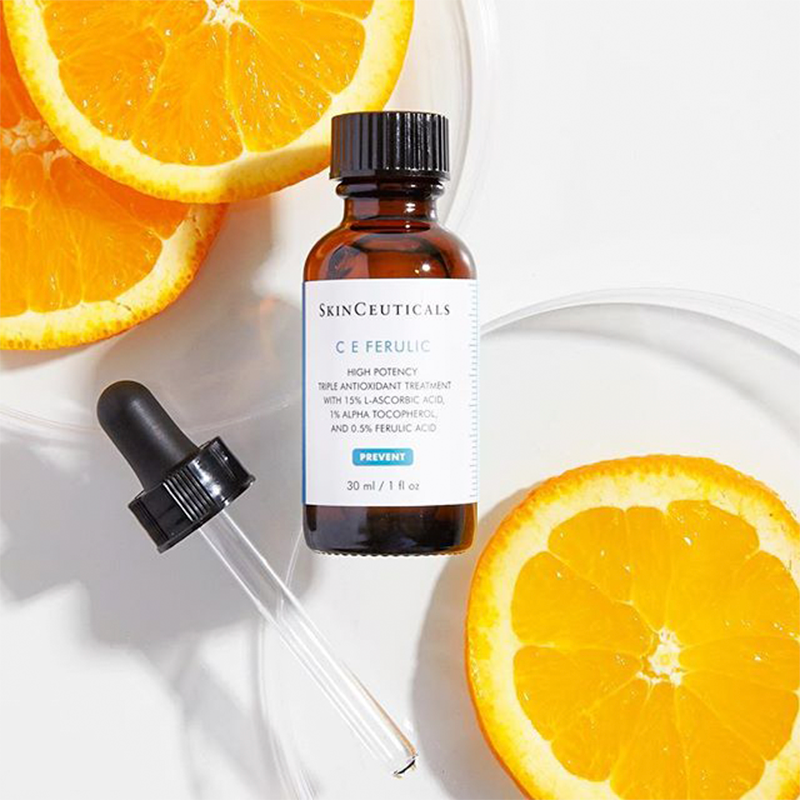 SKINCEUTICALS
C E FERULIC
HIGH POTENCY
TRIPLE ANTIOXIDANT TREATMENT
WITH 15% L-ASCORBIC ACID,
1% ALPHA TOCOPHEROL,
AND 0.5% FERULIC ACID
PREVENT
30 ml / 1 fl oz